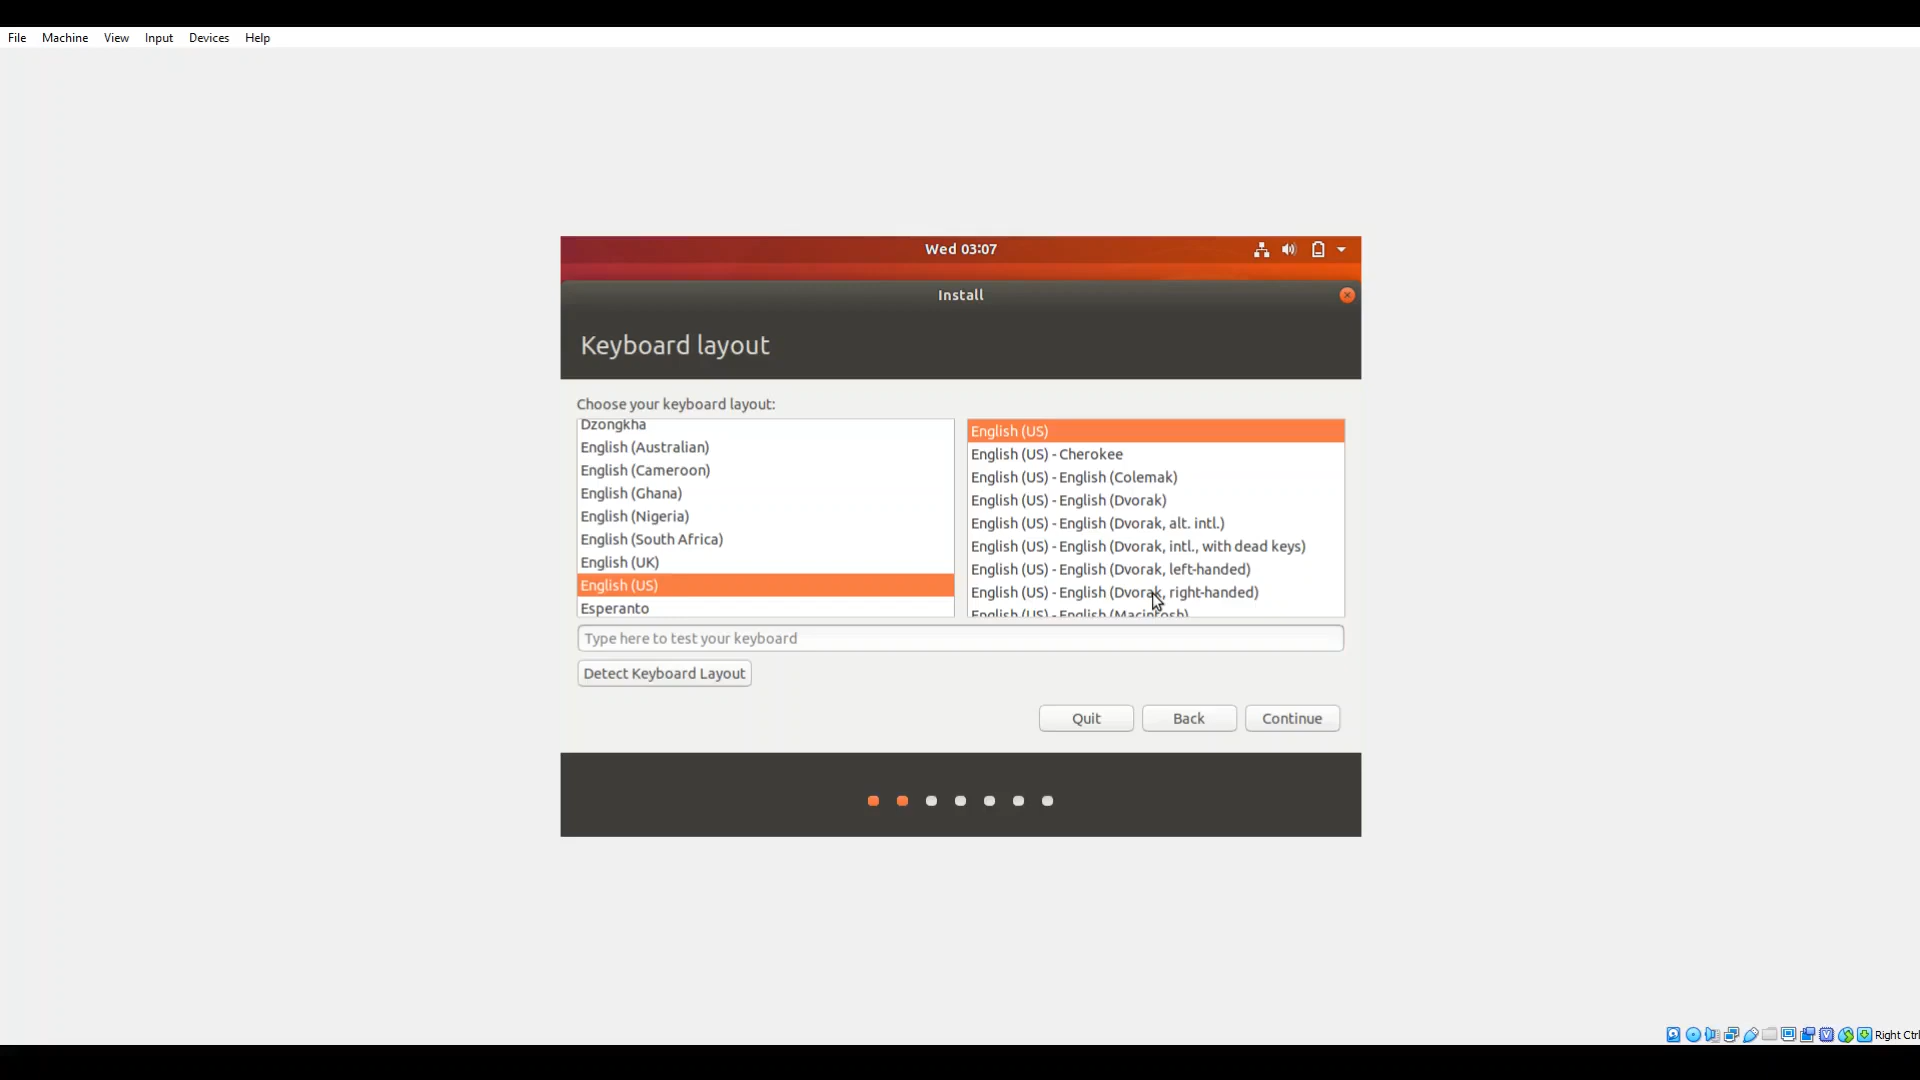 File Machine View Input Devices Help
Wed 03:07
Install
Keyboard layout
Choose your keyboard layout:
Dzongkha
English (Australian)
English (Cameroon)
English (Ghana)
English (Nigeria)
English (South Africa)
English (UK)
English (US)
Esperanto
English (US)
English (US) - Cherokee
English (US) - English (Colemak)
English (US) - English (Dvorak)
English (US) - English (Dvorak, alt. intl.)
English (US) - English (Dvorak, intl., with dead keys)
English (US) - English (Dvorak, left-handed)
English (US) - English (Dvorak, right-handed)
English (US) - English (Macintosh)
Type here to test your keyboard
Detect Keyboard Layout
Quit Back Continue
Right Ctrl